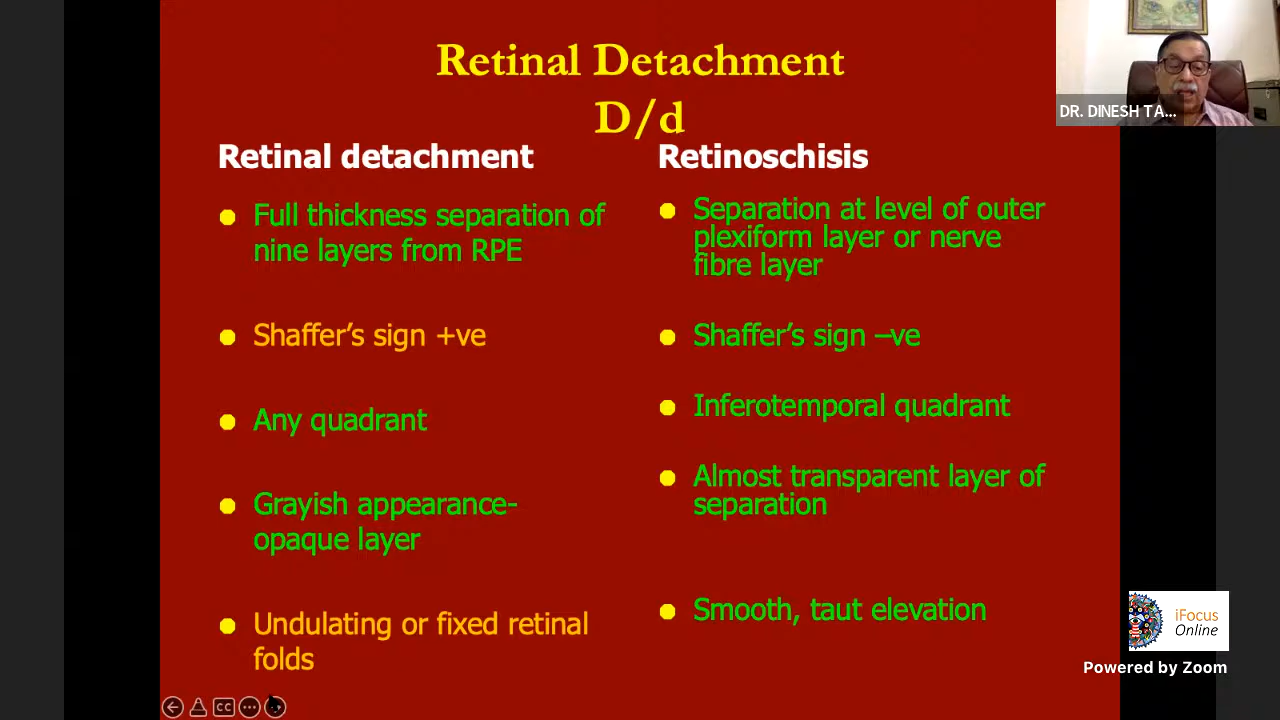 Retinal Detachment
D/d
DR. DINESH TA...
Retinal detachment
Full thickness separation of
nine layers from RPE
Shaffer's sign +ve
Any quadrant
Grayish appearance-
opaque layer
Undulating or fixed retinal
folds
Retinoschisis
Separation at level of outer
plexiform layer or nerve
fibre layer
Shaffer's sign –ve
Inferotemporal quadrant
Almost transparent layer of
separation
Smooth, taut elevation
iFocus
Online
Powered by Zoom
CC